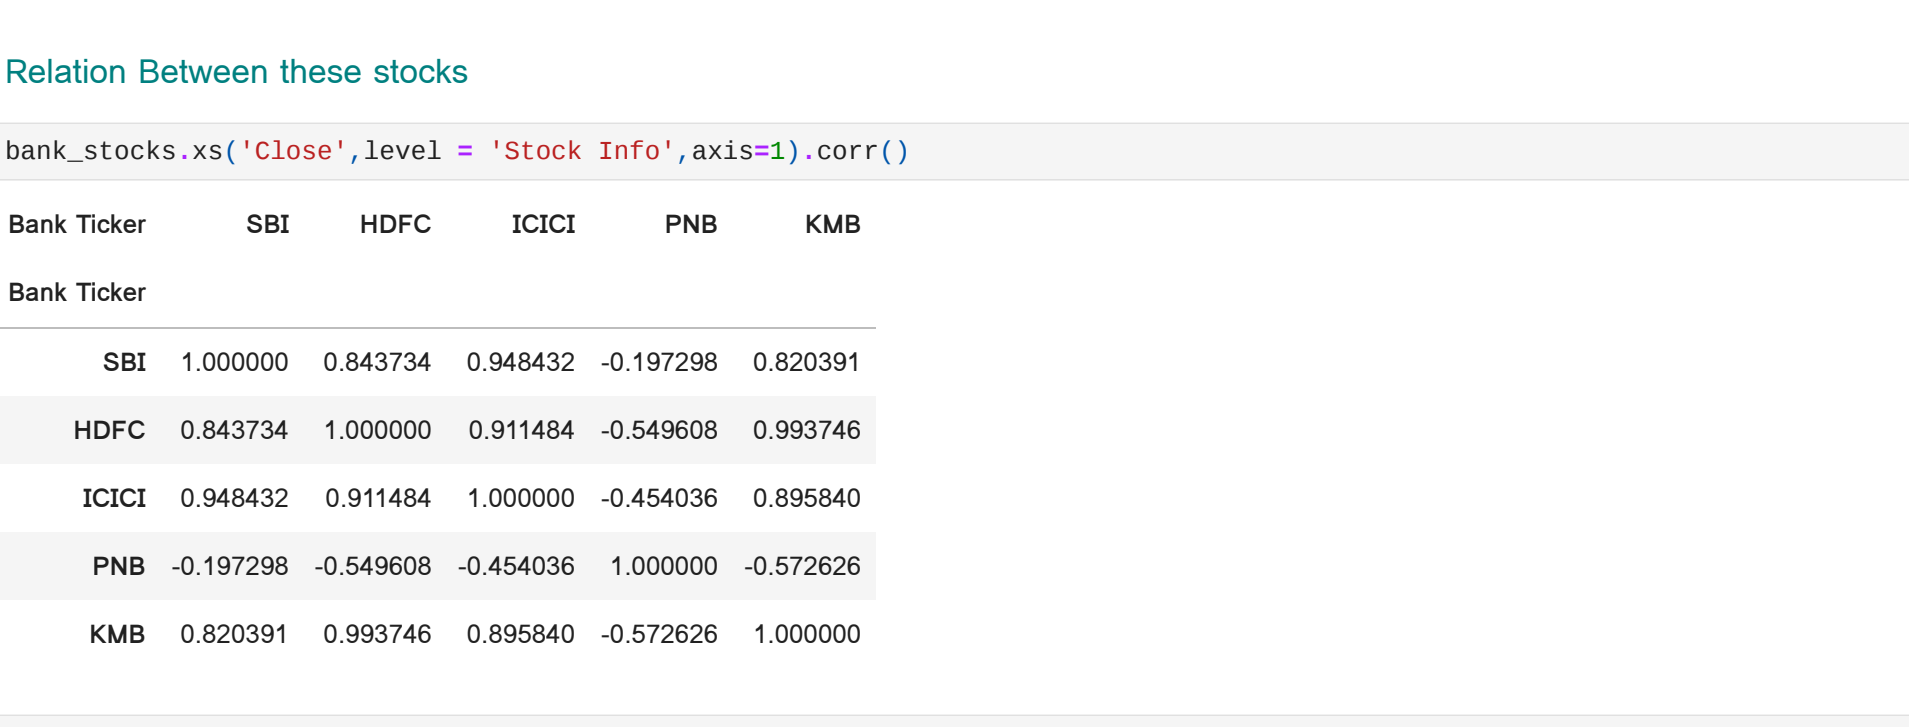 Relation Between these stocks
bank_stocks.xs('Close',level = 'Stock Info',axis=1).corr()
Bank Ticker SBI HDFC ICICI PNB KMB
Bank Ticker
SBI 1.000000 0.843734 0.948432 -0.197298 0.820391
HDFC 0.843734 1.000000 0.911484 -0.549608 0.993746
ICICI 0.948432 0.911484 1.000000 -0.454036 0.895840
PNB -0.197298 -0.549608 -0.454036 1.000000 -0.572626
KMB 0.820391 0.993746 0.895840 -0.572626 1.000000